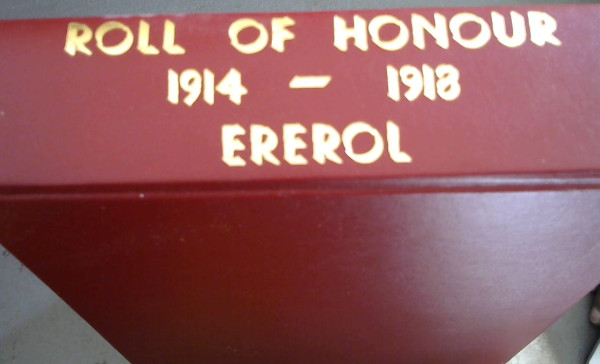 ROLL OF HONOUR
1914 - 1918
EREROL